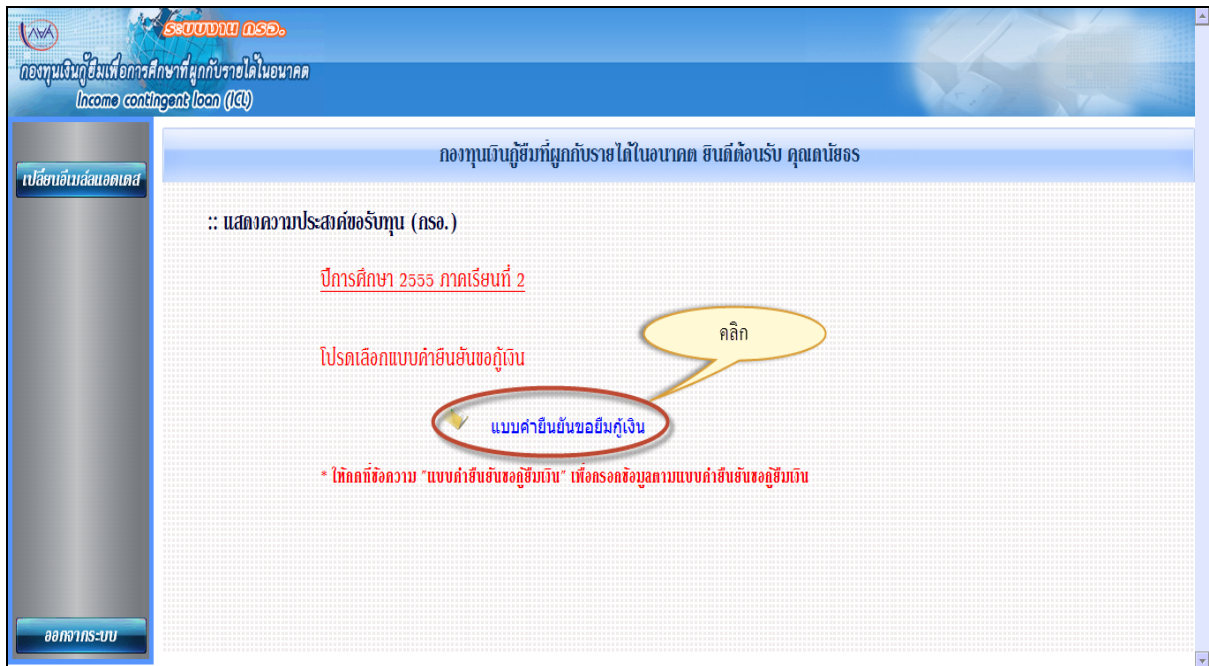 ระบบงาน กรอ.
กองทุนเงินกู้ยืมเพื่อการศึกษาที่ผูกกับรายได้ในอนาคต
Income contingent loan (ICL)
กองทุนเงินกู้ยืมที่ผูกกับรายได้ในอนาคต ยินดีต้อนรับ คุณดนัยธร
เปลี่ยนอีเมล์แอดเดส
:: แสดงความประสงค์ขอรับทุน (กรอ.)
ปีการศึกษา 2555 ภาคเรียนที่ 2
คลิก
โปรดเลือกแบบคำยืนยันขอกู้เงิน
แบบคำยืนยันขอยืมกู้เงิน
* ให้กดที่ข้อความ "แบบคำยืนยันขอกู้ยืมเงิน" เพื่อกรอกข้อมูลตามแบบคำยืนยันขอกู้ยืมเงิน
ออกจากระบบ